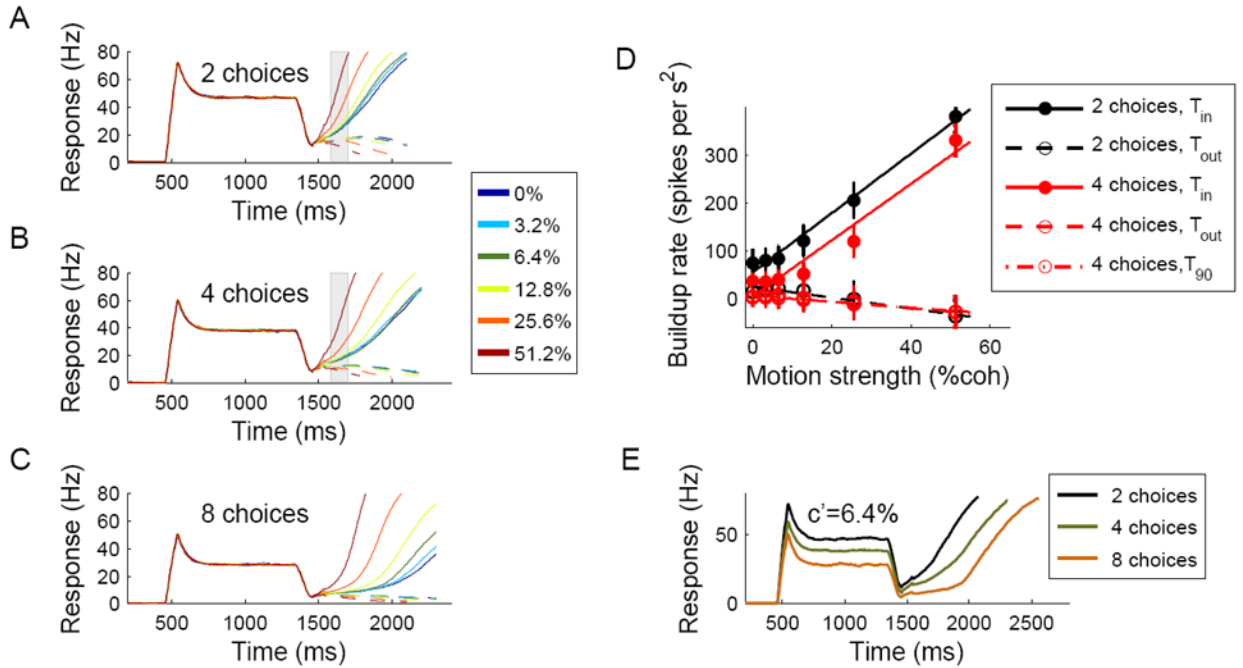 A
Response (Hz)
80
60
40
20
0
2 choices
500
1000
1500
2000
Time (ms)
B
Response (Hz)
80
60
40
20
0
4 choices
500
1000
1500
2000
Time (ms)
0%
3.2%
6.4%
12.8%
25.6%
51.2%
C
Response (Hz)
80
60
40
20
0
8 choices
500
1000
1500
2000
Time (ms)
D
Buildup rate (spikes per s²)
300
200
100
0
0
20
40
60
Motion strength (%coh)
2 choices, Tin
2 choices, Tout
4 choices, Tin
4 choices, Tout
4 choices,T90
E
Response (Hz)
50
0
c'=6.4%
500
1000
1500
2000
2500
Time (ms)
2 choices
4 choices
8 choices